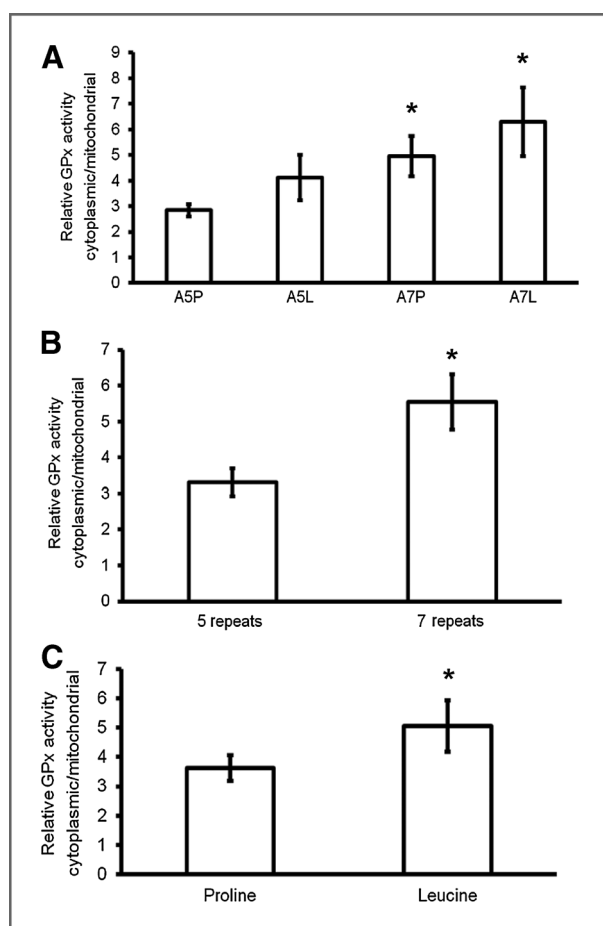 A
Relative GPx activity
cytoplasmic/mitochondrial
9
8
7
6
5
4
3
2
1
0
*
*
A5P A5L A7P A7L
B
Relative GPx activity
cytoplasmic/mitochondrial
7
6
5
4
3
2
1
0
*
5 repeats 7 repeats
C
Relative GPx activity
cytoplasmic/mitochondrial
7
6
5
4
3
2
1
0
*
Proline Leucine